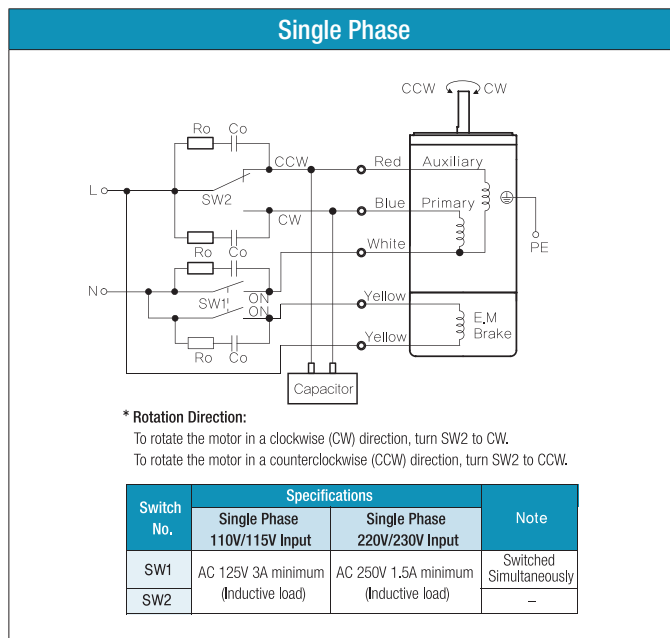 Single Phase
CCW CW
Ro Co
CCW Red Auxiliary
L
SW2
Blue Primary
CW
PE
White
Ro Co
N
ON
SW1
ON
Yellow
E.M
Brake
Yellow
Ro Co
Capacitor
* Rotation Direction:
To rotate the motor in a clockwise (CW) direction, turn SW2 to CW.
To rotate the motor in a counterclockwise (CCW) direction, turn SW2 to CCW.
Switch No. Specifications Note
Single Phase 110V/115V Input Single Phase 220V/230V Input
SW1 AC 125V 3A minimum (Inductive load) AC 250V 1.5A minimum (Inductive load) Switched Simultaneously
SW2 –